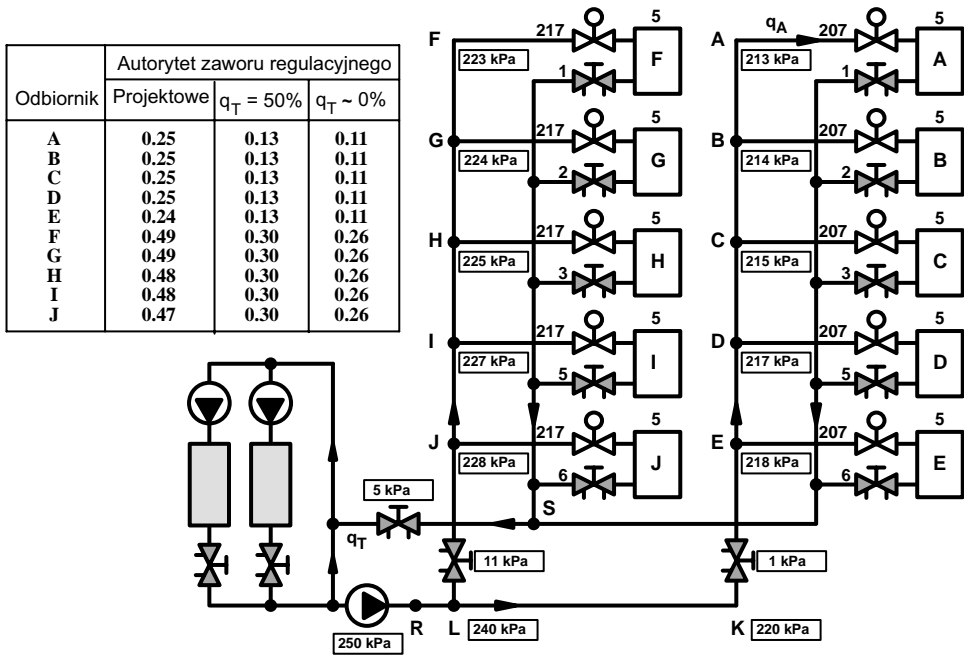 Odbiornik
Autorytet zaworu regulacyjnego
Projektowe qT = 50% qT ~ 0%
A 0.25 0.13 0.11
B 0.25 0.13 0.11
C 0.25 0.13 0.11
D 0.25 0.13 0.11
E 0.24 0.13 0.11
F 0.49 0.30 0.26
G 0.49 0.30 0.26
H 0.48 0.30 0.26
I 0.48 0.30 0.26
J 0.47 0.30 0.26
F 217 5
223 kPa
1 F
G 217 5
224 kPa
2 G
H 217 5
225 kPa
3 H
I 217 5
227 kPa
5 I
J 217 5
228 kPa
6 J
A qA 207 5
213 kPa
1 A
B 207 5
214 kPa
2 B
C 207 5
215 kPa
3 C
D 207 5
217 kPa
5 D
E 207 5
218 kPa
6 E
5 kPa
S
qT
11 kPa
1 kPa
250 kPa
R
L 240 kPa
K 220 kPa